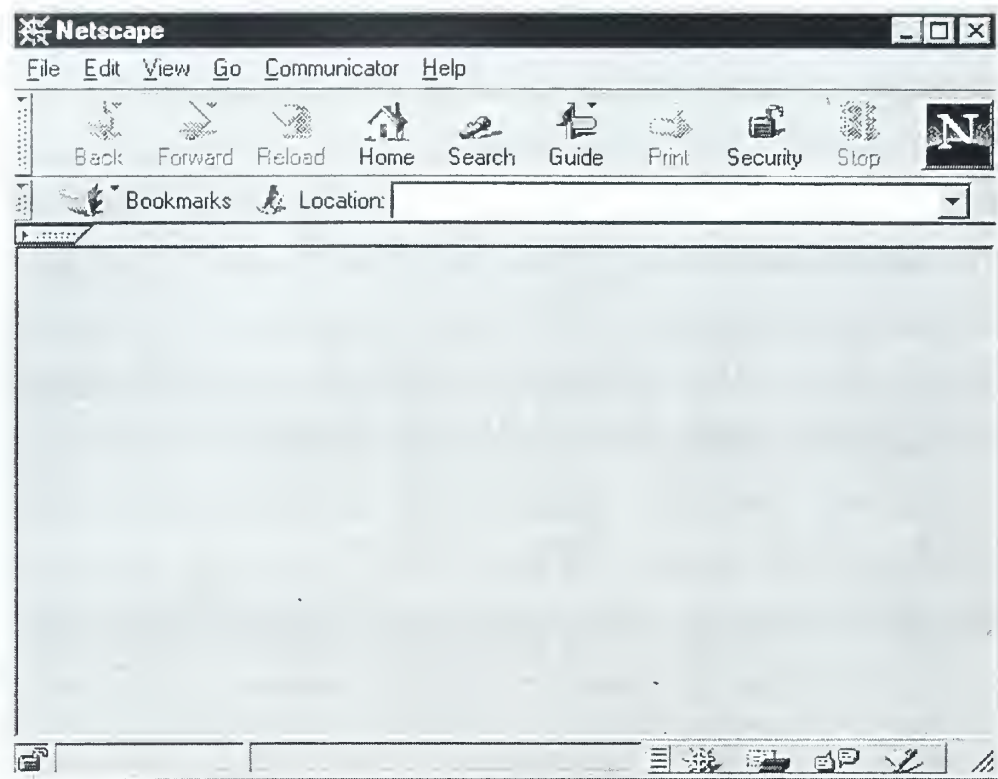 Netscape
File Edit View Go Communicator Help
Back Forward Reload Home Search Guide Print Security Stop
N
Bookmarks Location: